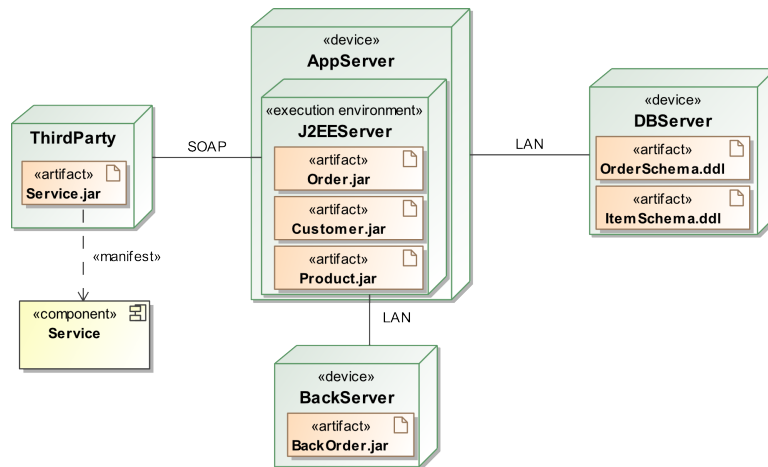 «device»
AppServer
«execution environment»
J2EEServer
«artifact»
Order.jar
«artifact»
Customer.jar
«artifact»
Product.jar
ThirdParty
«artifact»
Service.jar
SOAP
«manifest»
«component»
Service
LAN
«device»
DBServer
«artifact»
OrderSchema.ddl
«artifact»
ItemSchema.ddl
LAN
«device»
BackServer
«artifact»
BackOrder.jar